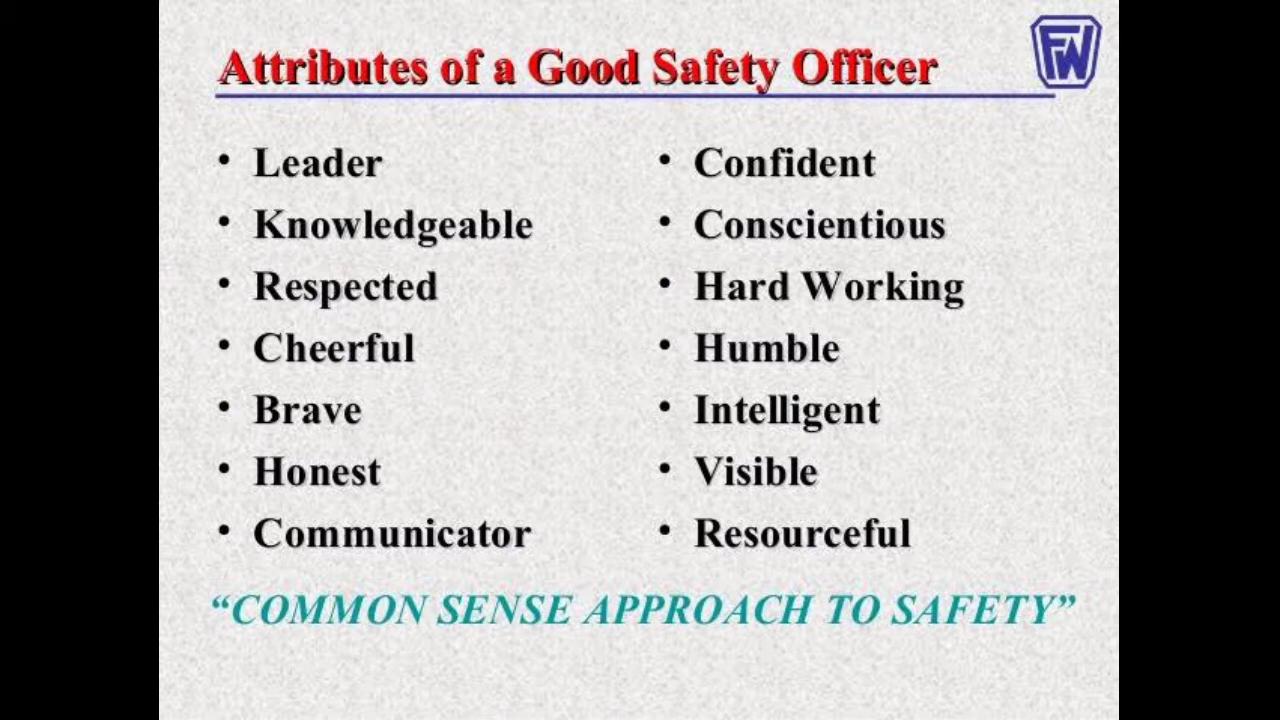 Attributes of a Good Safety Officer
FW
• Leader
• Knowledgeable
• Respected
• Cheerful
• Brave
• Honest
• Communicator
• Confident
• Conscientious
• Hard Working
• Humble
• Intelligent
• Visible
• Resourceful
“COMMON SENSE APPROACH TO SAFETY”